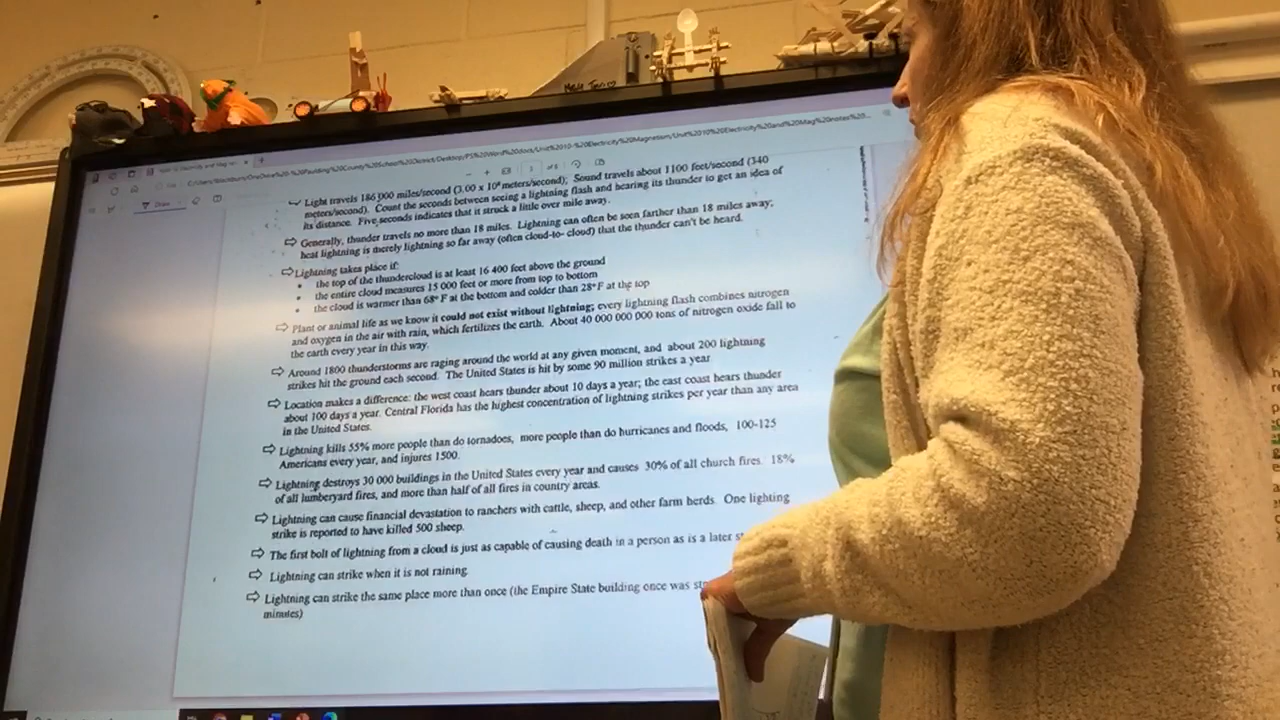 Light travels 186,000 miles/second (3.00 x 10⁸ meters/second); Sound travels about 1100 feet/second (340
meters/second). Count the seconds between seeing a lightning flash and hearing its thunder to get an idea of
its distance. Five seconds indicates that is struck a little over mile away.
Generally, thunder travels no more than 18 miles. Lightning can often be seen farther than 18 miles away;
heat lightning is merely lightning so far away (often cloud-to- cloud) that the thunder can't be heard.
Lightning takes place if:
the top of the thundercloud is at least 16 400 feet above the ground
the entire cloud measures 15 000 feet or more from top to bottom
the cloud is warmer than 68° F at the bottom and colder than 28° F at the top
Plant or animal life as we know it could not exist without lightning; every lightning flash combines nitrogen
and oxygen in the air with rain, which fertilizes the earth. About 40 000 000 000 tons of nitrogen oxide fall to
the earth every year in this way.
Around 1800 thunderstorms are raging around the world at any given moment, and about 200 lightning
strikes hit the ground each second. The United States is hit by some 90 million strikes a year
Location makes a difference: the west coast hears thunder about 10 days a year; the east coast hears thunder
about 100 days a year. Central Florida has the highest concentration of lightning strikes per year than any area
in the United States.
Lightning kills 55% more people than do tornadoes, more people than do hurricanes and floods, 100-125
Americans every year, and injures 1500.
Lightning destroys 30 000 buildings in the United States every year and causes 30% of all church fires. 18%
of all lumberyard fires, and more than half of all fires in country areas.
Lightning can cause financial devastation to ranchers with cattle, sheep, and other farm herds. One lighting
strike is reported to have killed 500 sheep.
The first bolt of lightning from a cloud is just as capable of causing death in a person as is a later
Lightning can strike when it is not raining.
Lightning can strike the same place more than once (the Empire State building once was
minutes)